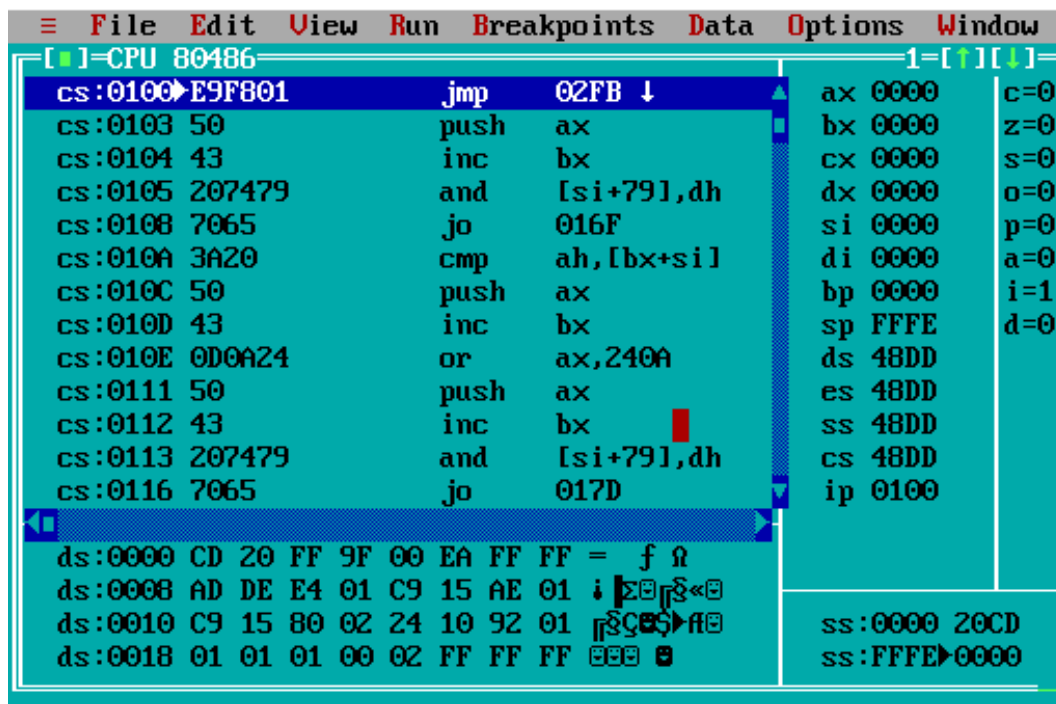 ≡ File Edit View Run Breakpoints Data Options Window
[■]=CPU 80486 1=[↑][↓]
cs:0100►E9F801 jmp 02FB ↓ ax 0000 c=0
cs:0103 50 push ax bx 0000 z=0
cs:0104 43 inc bx cx 0000 s=0
cs:0105 207479 and [si+79],dh dx 0000 o=0
cs:0108 7065 jo 016F si 0000 p=0
cs:010A 3A20 cmp ah,[bx+si] di 0000 a=0
cs:010C 50 push ax bp 0000 i=1
cs:010D 43 inc bx sp FFFE d=0
cs:010E 0D0A24 or ax,240A ds 48DD
cs:0111 50 push ax es 48DD
cs:0112 43 inc bx ss 48DD
cs:0113 207479 and [si+79],dh cs 48DD
cs:0116 7065 jo 017D ip 0100
ds:0000 CD 20 FF 9F 00 EA FF FF = ƒ Ω
ds:0008 AD DE E4 01 C9 15 AE 01 ¡▐Σ☺╔§«☺
ds:0010 C9 15 80 02 24 10 92 01 ╔§Ç☻$►Æ☺ ss:0000 20CD
ds:0018 01 01 01 00 02 FF FF FF ☺☺☺ ☻ ss:FFFE►0000